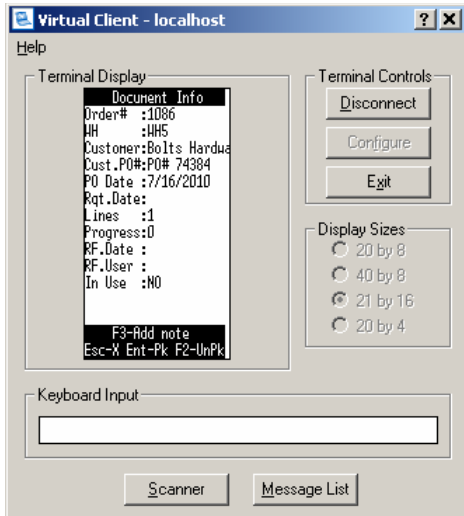 Virtual Client - localhost
Help
Terminal Display
Document Info
Order# :1086
WH :WH5
Customer:Bolts Hardwa
Cust.PO#:PO# 74384
PO Date :7/16/2010
Rqt.Date:
Lines :1
Progress:0
RF.Date :
RF.User :
In Use :NO
F3-Add note
Esc-X Ent-Pk F2-UnPk
Terminal Controls
Disconnect
Configure
Exit
Display Sizes
20 by 8
40 by 8
21 by 16
20 by 4
Keyboard Input
Scanner
Message List